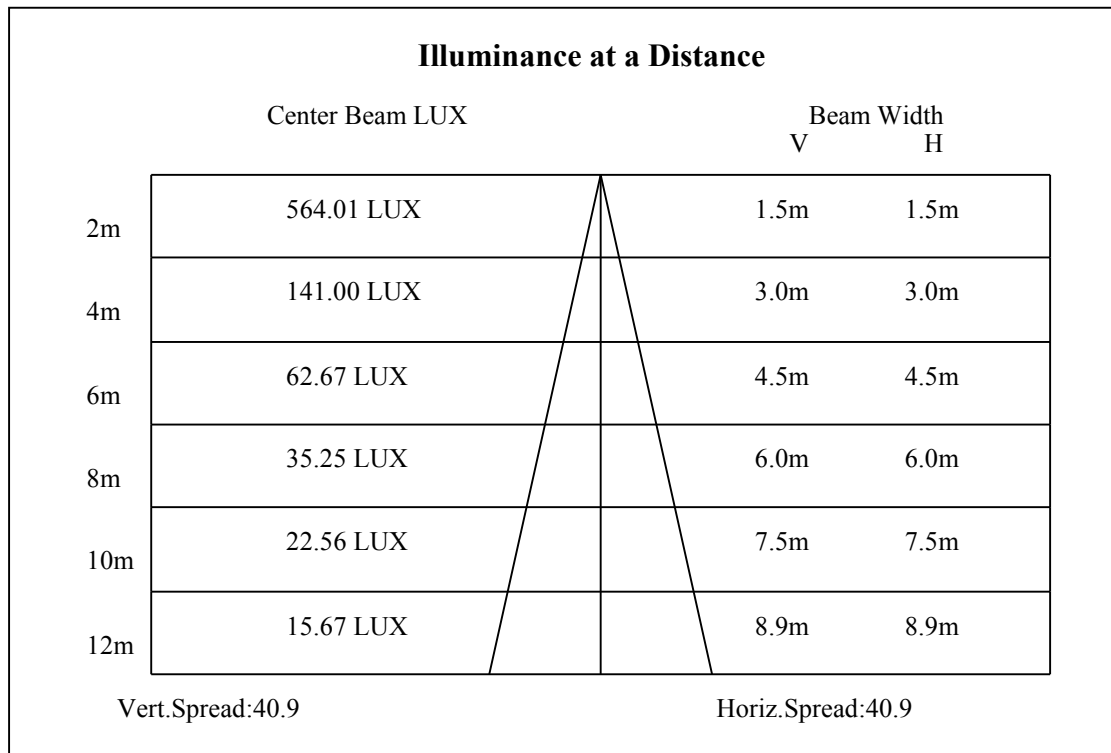 Illuminance at a Distance
Center Beam LUX Beam Width
V H
2m 564.01 LUX 1.5m 1.5m
4m 141.00 LUX 3.0m 3.0m
6m 62.67 LUX 4.5m 4.5m
8m 35.25 LUX 6.0m 6.0m
10m 22.56 LUX 7.5m 7.5m
12m 15.67 LUX 8.9m 8.9m
Vert.Spread:40.9 Horiz.Spread:40.9